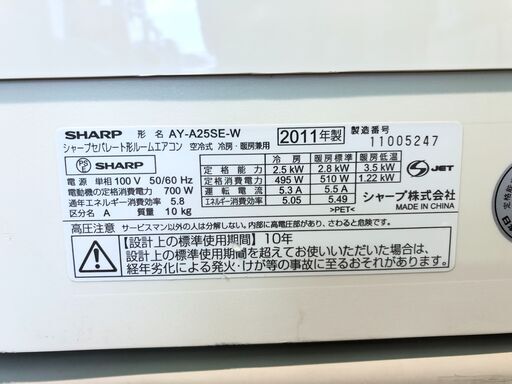 SHARP 形 名 AY-A25SE-W 2011年製 製造番号
シャープセパレート形ルームエアコン 空冷式 冷房・暖房兼用 11005247
PS E SHARP 冷 房 暖房標準 暖房低温
定 格 能 力 2.5 kW 2.8 kW 3.5 kW S JET
電 源 単相 100 V 50/60 Hz 定格消費電力 495 W 510 W 1.22 kW
電動機の定格消費電力 700 W 定 格 電 流 5.3 A 5.5 A シャープ株式会社
通年エネルギー消費効率 5.8 エネルギー消費効率 5.05 5.49 MADE IN CHINA
区分名 A 質 量 10 kg >PET<
高圧注意 サービスマン以外の人は分解しない。内部に高電圧部があり、さわると危険です。
【設計上の標準使用期間】10年
設計上の標準使用期間を超えてお使いいただいた場合は、
経年劣化による発火・けが等の事故に至るおそれがあります。